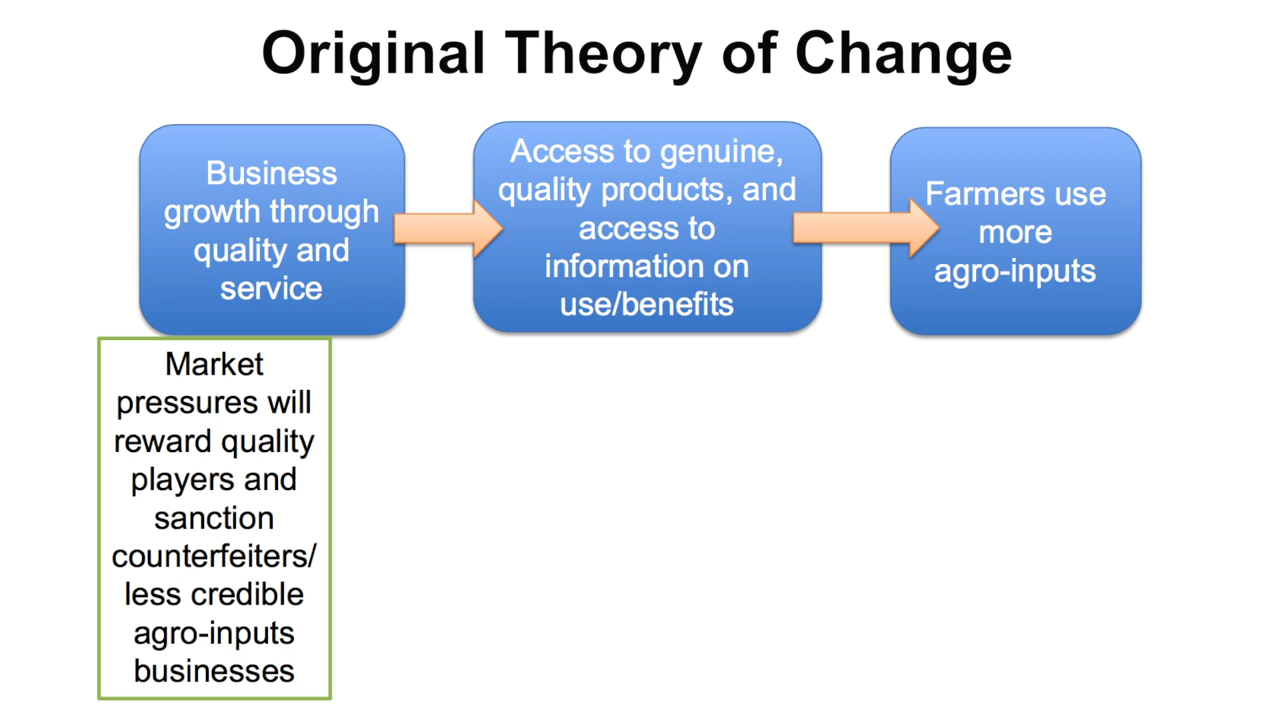 Original Theory of Change
Business
growth through
quality and
service
Access to genuine,
quality products, and
access to
information on
use/benefits
Farmers use
more
agro-inputs
Market
pressures will
reward quality
players and
sanction
counterfeiters/
less credible
agro-inputs
businesses